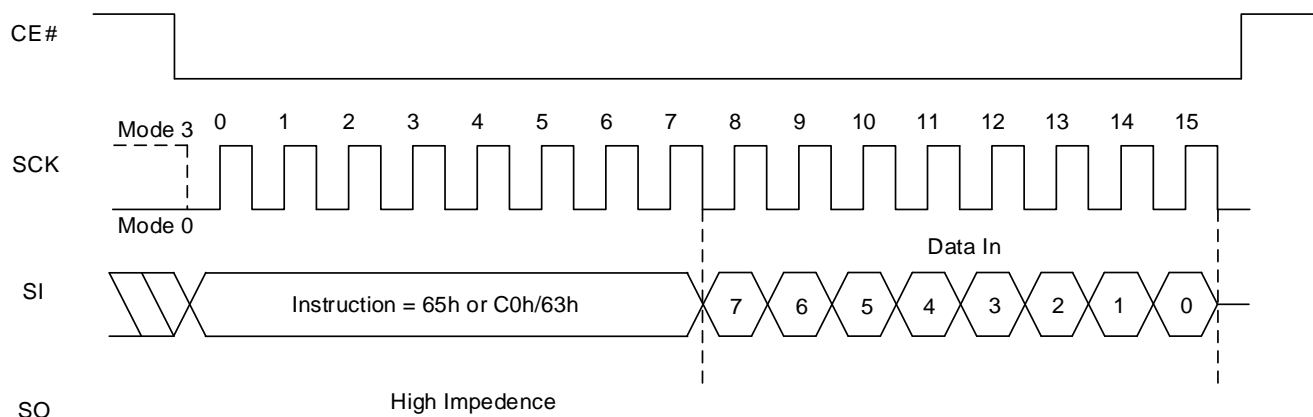 CE#
Mode 3
0 1 2 3 4 5 6 7 8 9 10 11 12 13 14 15
SCK
Mode 0
Data In
SI
Instruction = 65h or C0h/63h
7 6 5 4 3 2 1 0
High Impedence
SO